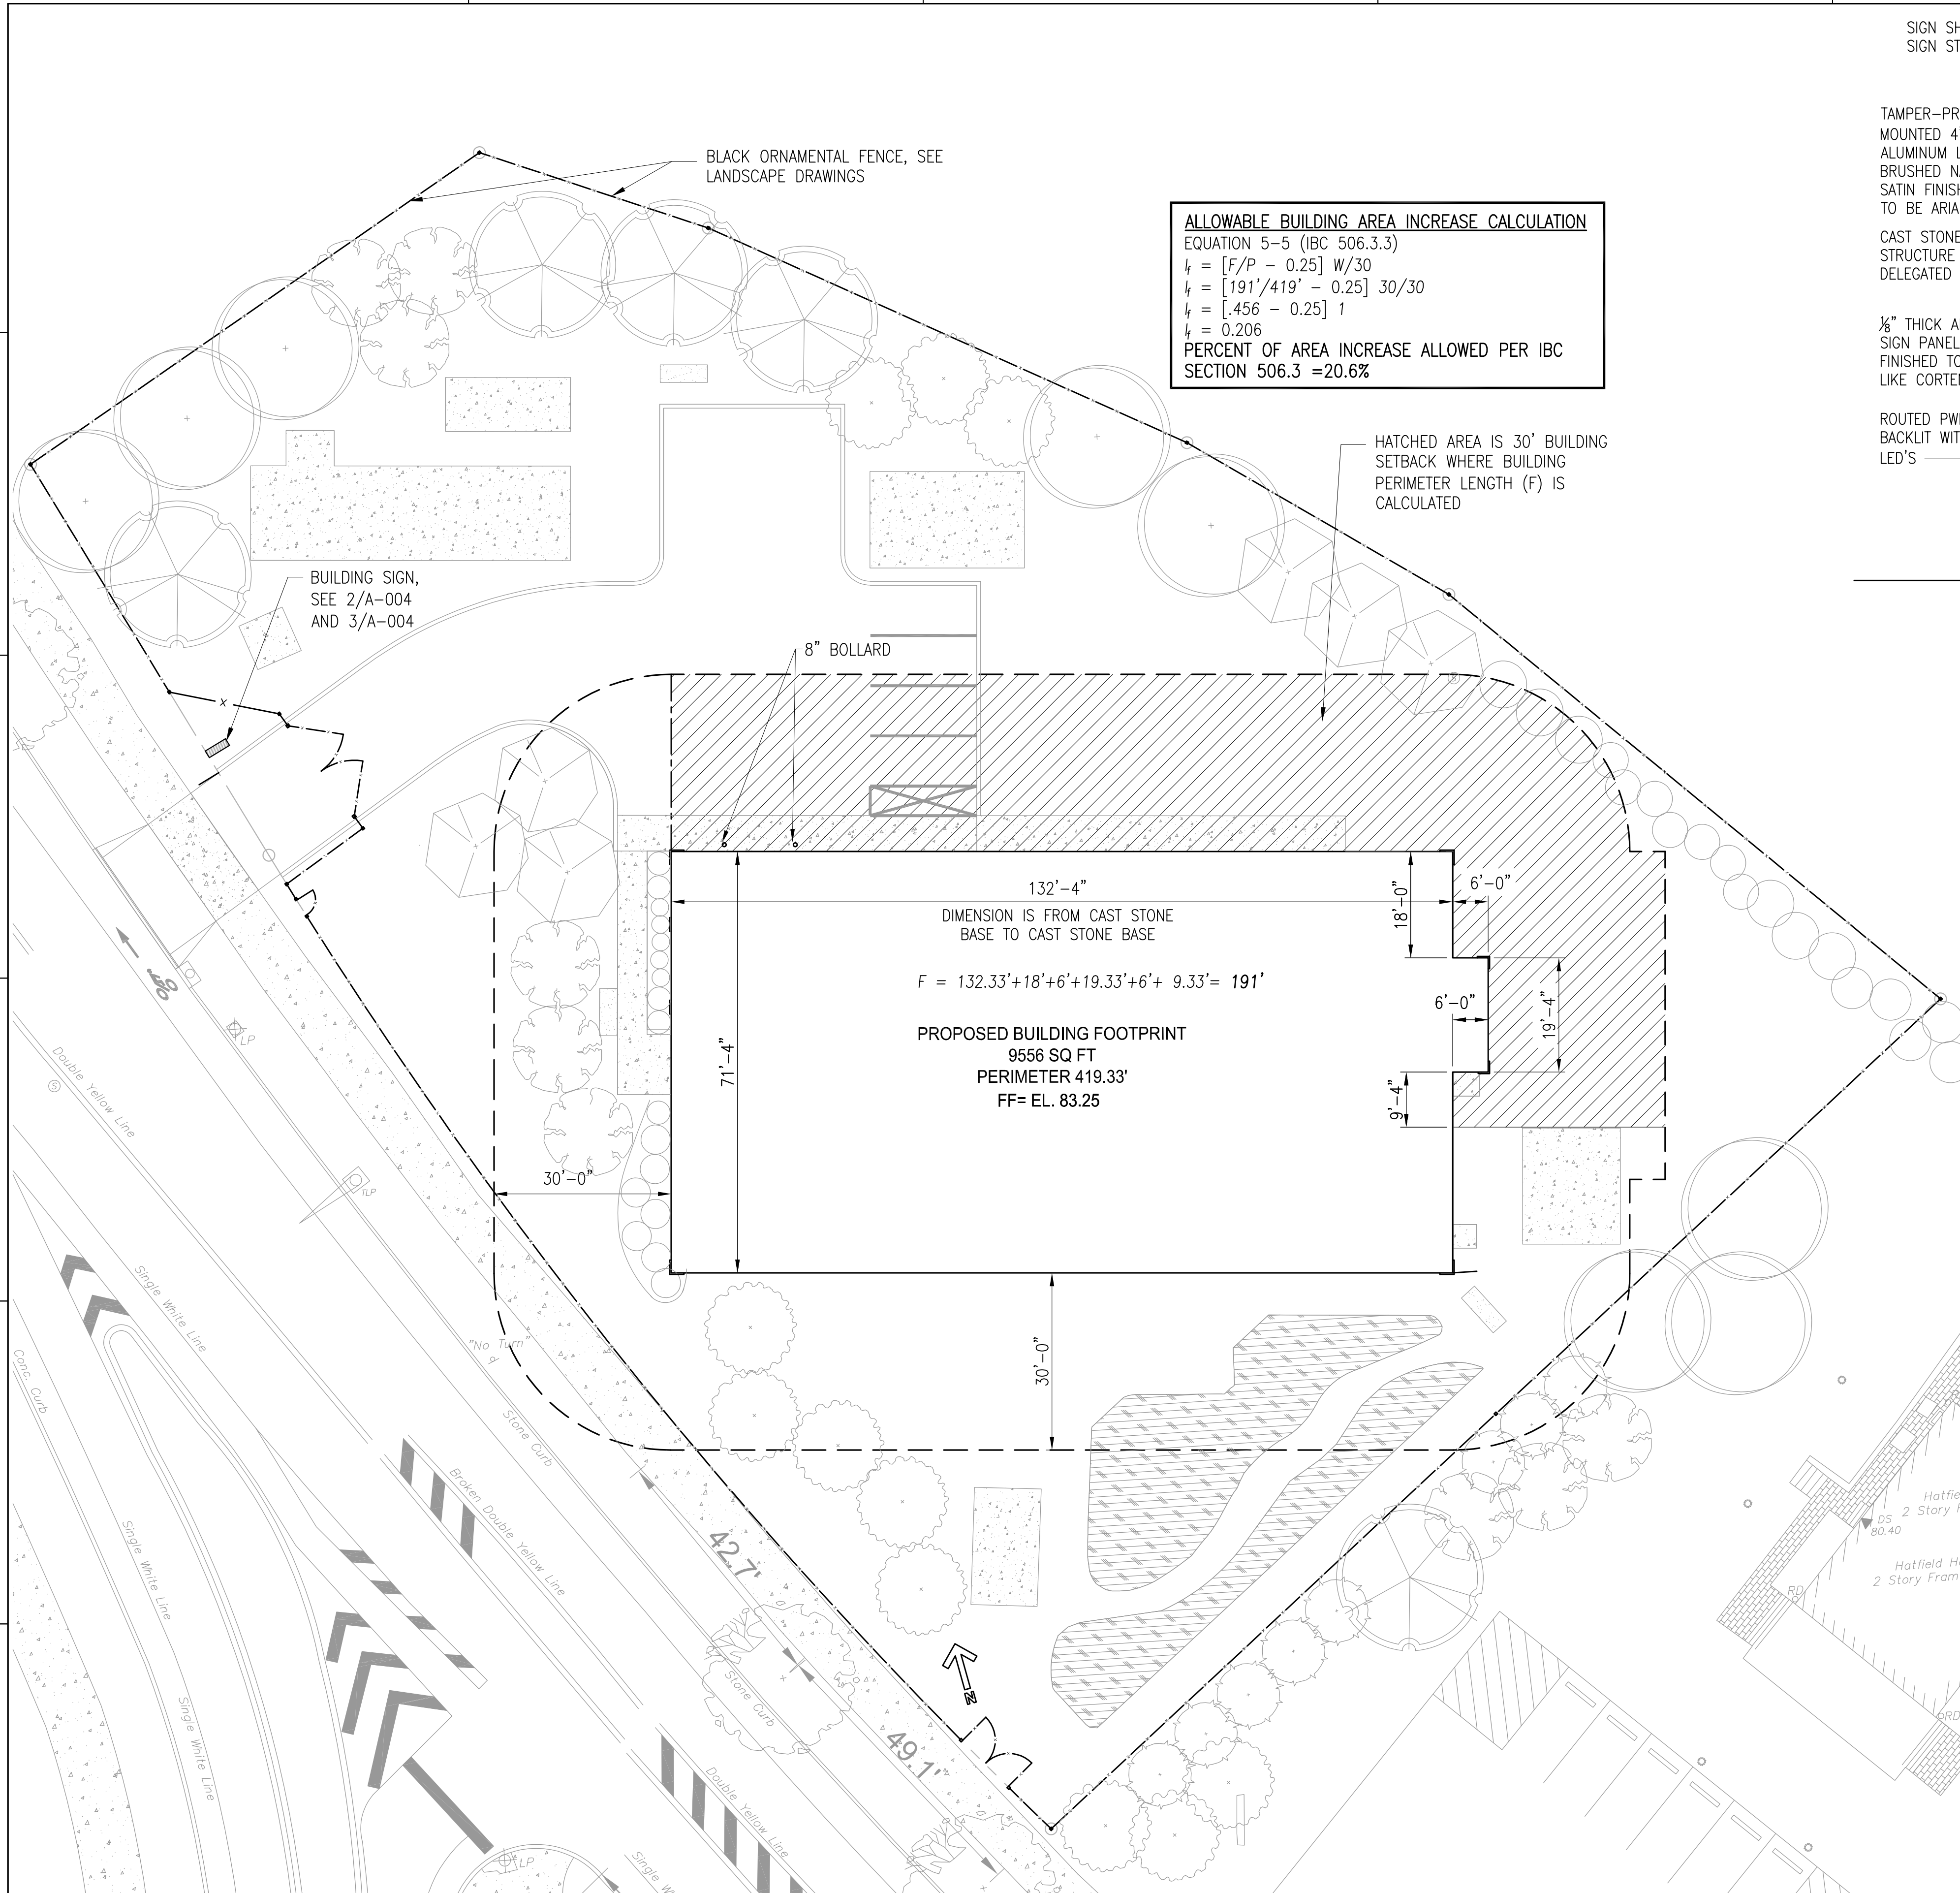 SIGN SH
SIGN ST
TAMPER-PR
MOUNTED 4
ALUMINUM L
BRUSHED N
SATIN FINISH
TO BE ARIA
CAST STONE
STRUCTURE
DELEGATED
⅛" THICK A
SIGN PANEL
FINISHED TO
LIKE CORTEN
ROUTED PW
BACKLIT WIT
LED'S
BLACK ORNAMENTAL FENCE, SEE
LANDSCAPE DRAWINGS
ALLOWABLE BUILDING AREA INCREASE CALCULATION
EQUATION 5-5 (IBC 506.3.3)
If = [F/P - 0.25] W/30
If = [191'/419' - 0.25] 30/30
If = [.456 - 0.25] 1
If = 0.206
PERCENT OF AREA INCREASE ALLOWED PER IBC
SECTION 506.3 =20.6%
HATCHED AREA IS 30' BUILDING
SETBACK WHERE BUILDING
PERIMETER LENGTH (F) IS
CALCULATED
BUILDING SIGN,
SEE 2/A-004
AND 3/A-004
8" BOLLARD
X
132'-4"
DIMENSION IS FROM CAST STONE
BASE TO CAST STONE BASE
18'-0"
6'-0"
F = 132.33'+18'+6'+19.33'+6'+ 9.33'= 191'
6'-0"
19'-4"
71'-4"
PROPOSED BUILDING FOOTPRINT
9556 SQ FT
PERIMETER 419.33'
FF= EL. 83.25
9'-4"
30'-0"
30'-0"
LP
Double Yellow Line
S
TLP
Single White Line
"No Turn"
Conc. Curb
Stone Curb
Broken Double Yellow Line
Single White Line
42.7'
Stone Curb
Single White Line
49.1'
Double Yellow Line
LP
Single W
N
Hatfie
2 Story F
DS
80.40
Hatfield H
2 Story Fram
RD
RD